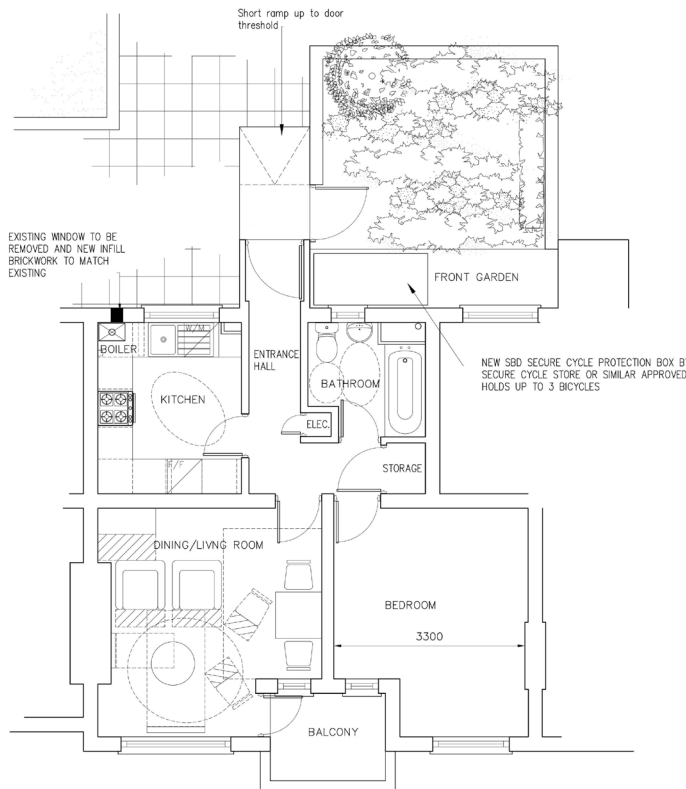 Short ramp up to door
threshold
EXISTING WINDOW TO BE
REMOVED AND NEW INFILL
BRICKWORK TO MATCH
EXISTING
FRONT GARDEN
NEW SBD SECURE CYCLE PROTECTION BOX
SECURE CYCLE STORE OR SIMILAR APPROVED
HOLDS UP TO 3 BICYCLES
W/M
BOILER
ENTRANCE
HALL
BATHROOM
KITCHEN
ELEC.
F/F
STORAGE
DINING/LIVNG ROOM
BEDROOM
3300
BALCONY